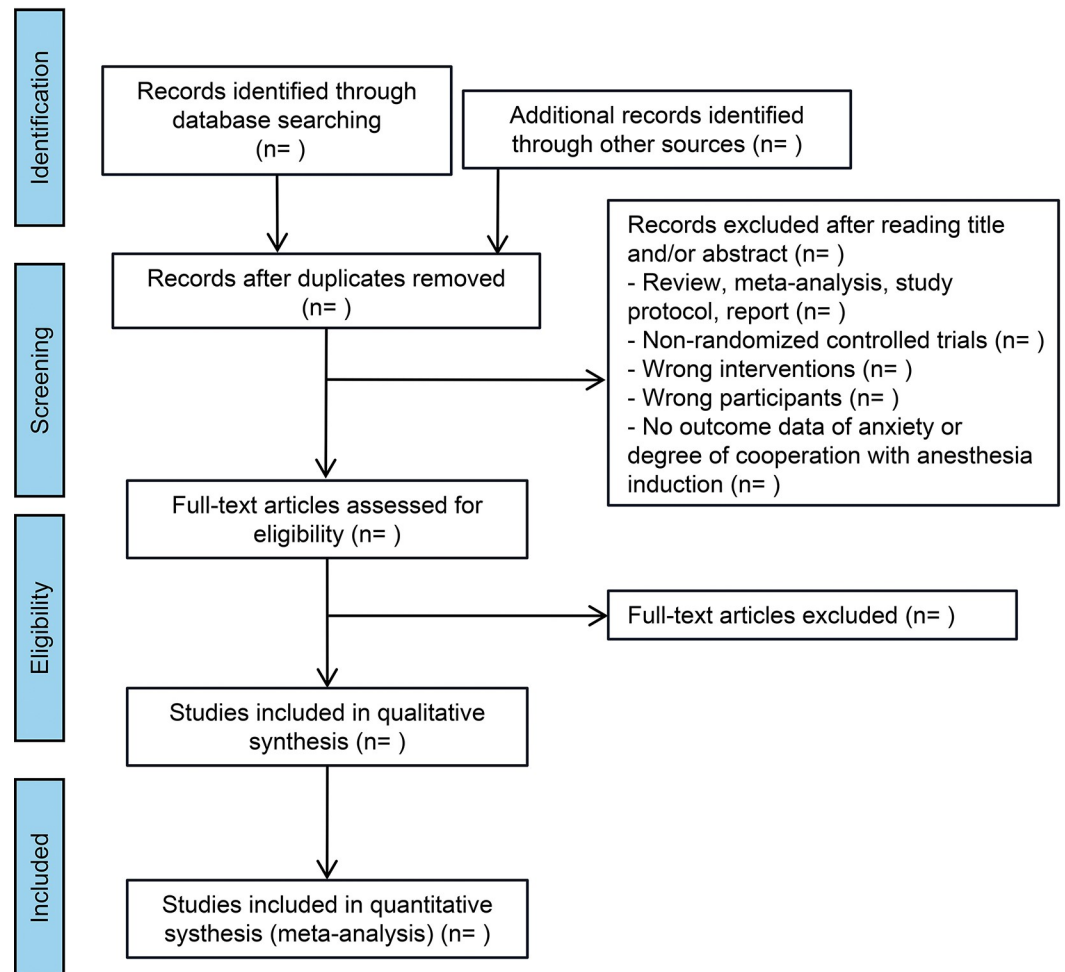 Identification
Records identified through
database searching
(n= )
Additional records identified
through other sources (n= )
Records excluded after reading title
and/or abstract (n= )
- Review, meta-analysis, study
protocol, report (n= )
- Non-randomized controlled trials (n= )
- Wrong interventions (n= )
- Wrong participants (n= )
- No outcome data of anxiety or
degree of cooperation with anesthesia
induction (n= )
Screening
Records after duplicates removed
(n= )
Full-text articles assessed for
eligibility (n= )
Eligibility
Full-text articles excluded (n= )
Studies included in qualitative
synthesis (n= )
Included
Studies included in quantitative
systhesis (meta-analysis) (n= )